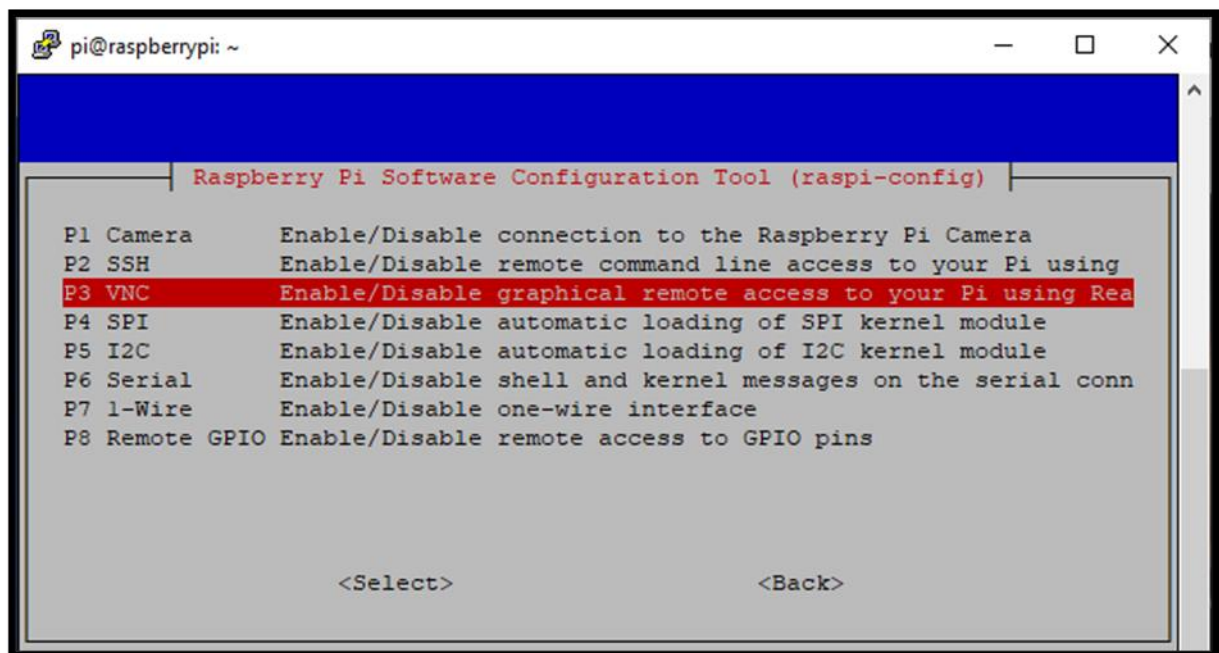 pi@raspberrypi: ~
Raspberry Pi Software Configuration Tool (raspi-config)
P1 Camera Enable/Disable connection to the Raspberry Pi Camera
P2 SSH Enable/Disable remote command line access to your Pi using
P3 VNC Enable/Disable graphical remote access to your Pi using Rea
P4 SPI Enable/Disable automatic loading of SPI kernel module
P5 I2C Enable/Disable automatic loading of I2C kernel module
P6 Serial Enable/Disable shell and kernel messages on the serial conn
P7 1-Wire Enable/Disable one-wire interface
P8 Remote GPIO Enable/Disable remote access to GPIO pins
<Select> <Back>